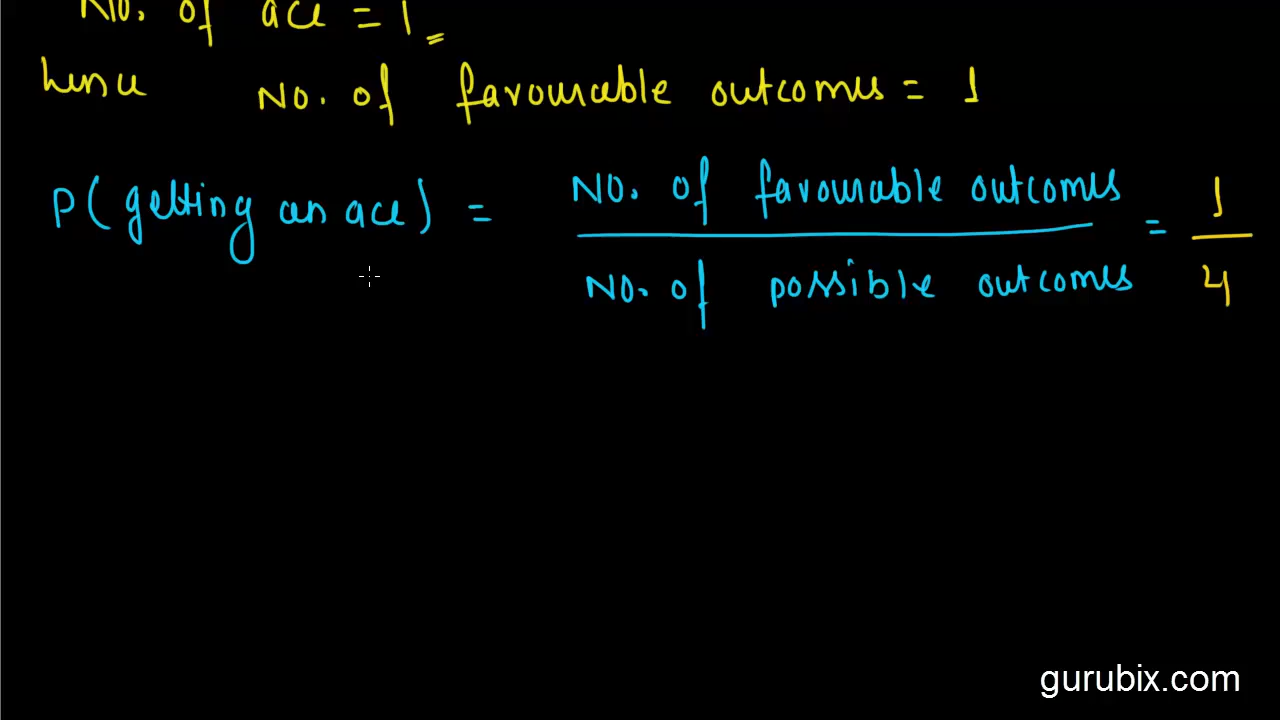 No. of ace = 1
hence No. of favourable outcomes = 1
P(getting an ace) = No. of favourable outcomes / No. of possible outcomes = 1/4
gurubix.com